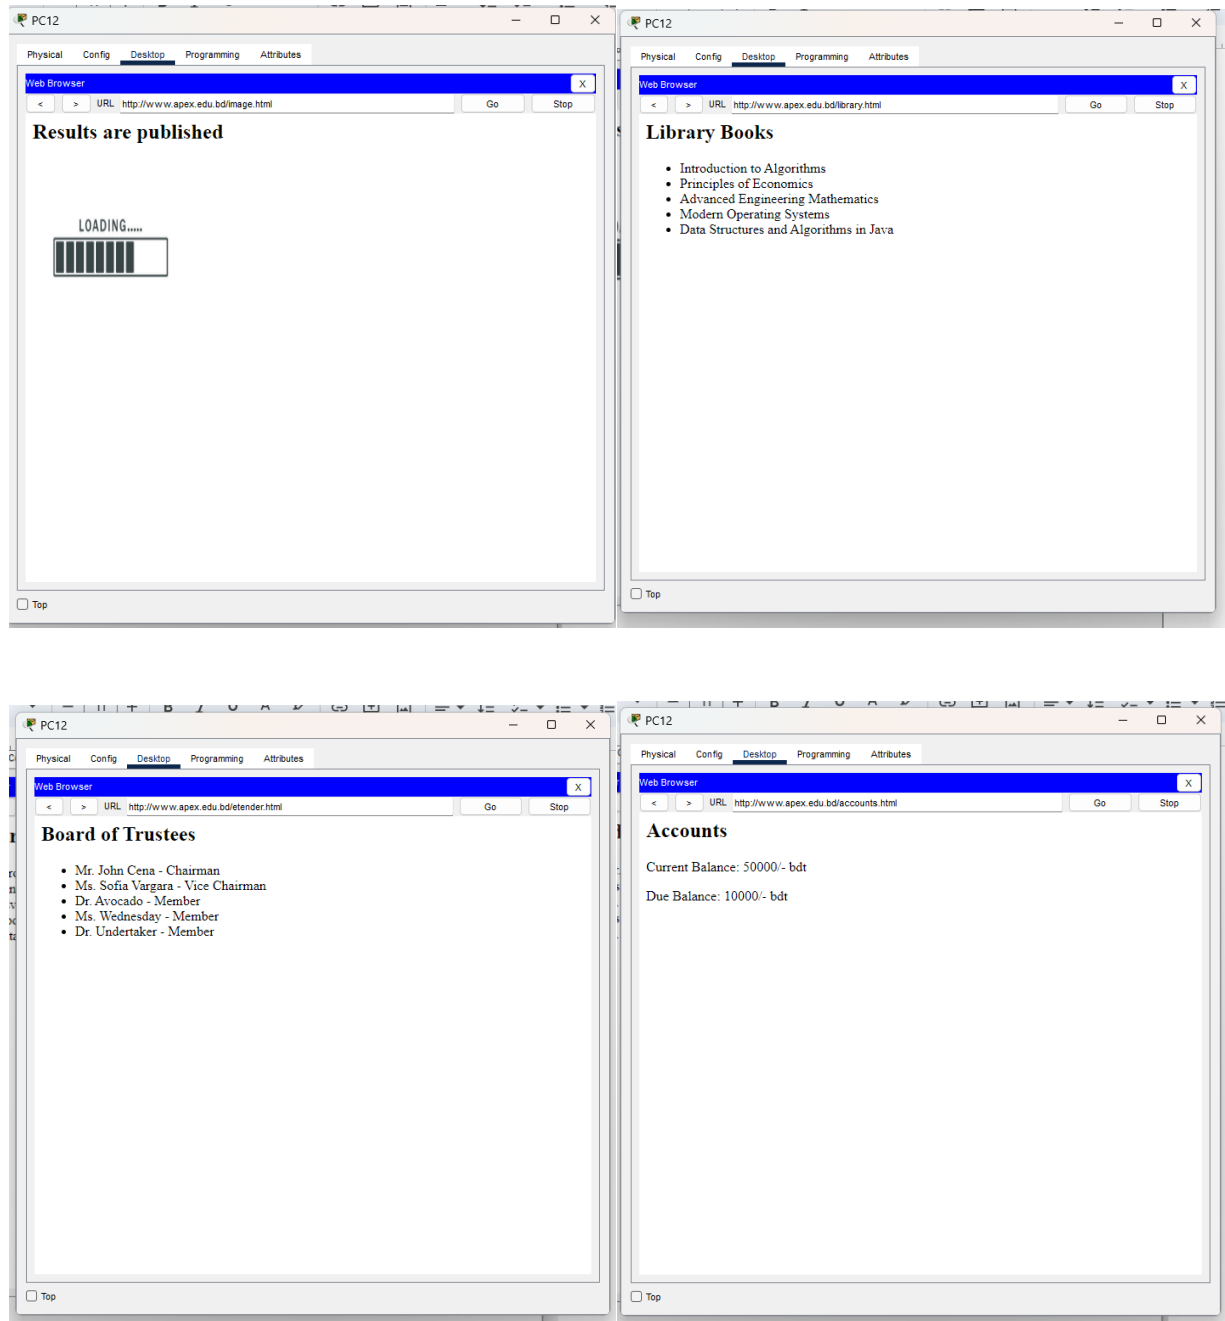 PC12
Physical Config Desktop Programming Attributes
Web Browser X
< > URL http://www.apex.edu.bd/image.html Go Stop
Results are published
LOADING.....
Top
PC12
Physical Config Desktop Programming Attributes
Web Browser X
< > URL http://www.apex.edu.bd/library.html Go Stop
Library Books
• Introduction to Algorithms
• Principles of Economics
• Advanced Engineering Mathematics
• Modern Operating Systems
• Data Structures and Algorithms in Java
Top
PC12
Physical Config Desktop Programming Attributes
Web Browser X
< > URL http://www.apex.edu.bd/etender.html Go Stop
Board of Trustees
• Mr. John Cena - Chairman
• Ms. Sofia Vargara - Vice Chairman
• Dr. Avocado - Member
• Ms. Wednesday - Member
• Dr. Undertaker - Member
Top
PC12
Physical Config Desktop Programming Attributes
Web Browser X
< > URL http://www.apex.edu.bd/accounts.html Go Stop
Accounts
Current Balance: 50000/- bdt
Due Balance: 10000/- bdt
Top